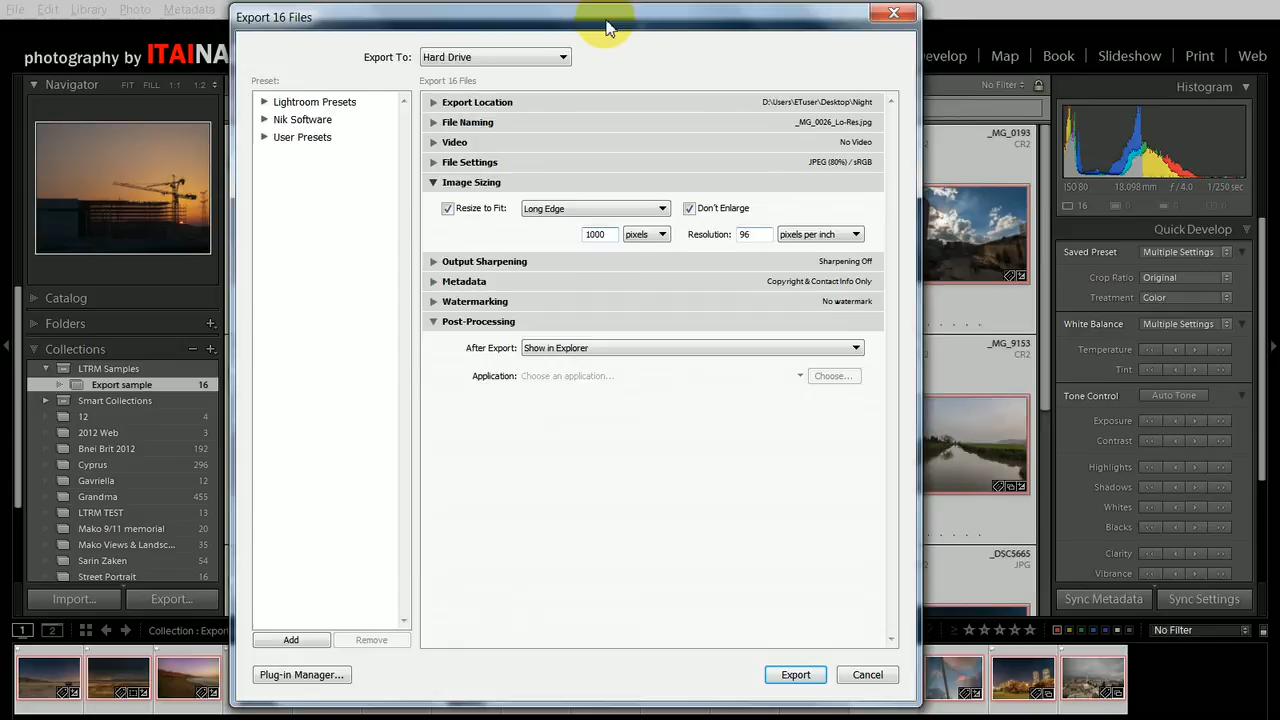 File Edit Library Photo Metadata
Export 16 Files
photography by ITAINA
evelop | Map | Book | Slideshow | Print | Web
Export To: Hard Drive
Navigator FIT FILL 1:1 1:2
No Filter
Histogram
Preset:
Export 16 Files
Lightroom Presets
Nik Software
User Presets
Export Location D:\Users\ETuser\Desktop\Night
File Naming _MG_0026_Lo-Res.jpg
Video No Video
File Settings JPEG (80%) / sRGB
Image Sizing
Resize to Fit: Long Edge Don't Enlarge
1000 pixels Resolution: 96 pixels per inch
Output Sharpening Sharpening Off
Metadata Copyright & Contact Info Only
Watermarking No watermark
Post-Processing
After Export: Show in Explorer
Application: Choose an application... Choose...
Add Remove
Plug-in Manager... Export Cancel
_MG_0193
CR2
_MG_9153
CR2
_DSC5665
JPG
ISO 80 18.098 mm f / 4.0 1/250 sec
16
Quick Develop
Saved Preset Multiple Settings
Crop Ratio Original
Treatment Color
White Balance Multiple Settings
Temperature
Tint
Tone Control Auto Tone
Exposure
Contrast
Highlights
Shadows
Whites
Blacks
Clarity
Vibrance
Sync Metadata Sync Settings
Catalog
Folders
Collections
LTRM Samples
Export sample 16
Smart Collections
12 4
2012 Web 3
Bnei Brit 2012 192
Cyprus 296
Gavriella 12
Grandma 455
LTRM TEST 13
Mako 9/11 memorial 20
Mako Views & Landsc... 35
Sarin Zaken 54
Street Portrait 16
Import... Export...
1 2 Collection : Export
No Filter